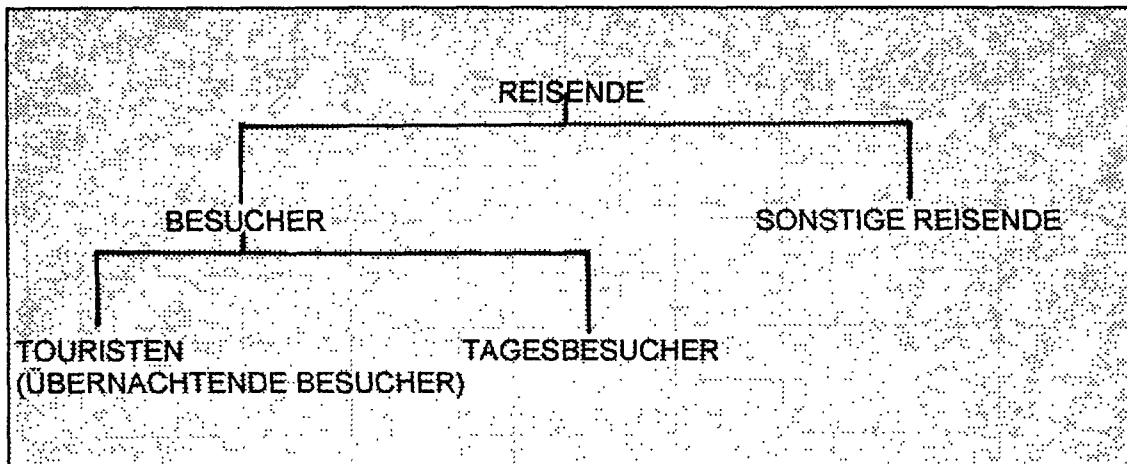 REISENDE
BESUCHER
SONSTIGE REISENDE
TOURISTEN
(ÜBERNACHTENDE BESUCHER)
TAGESBESUCHER